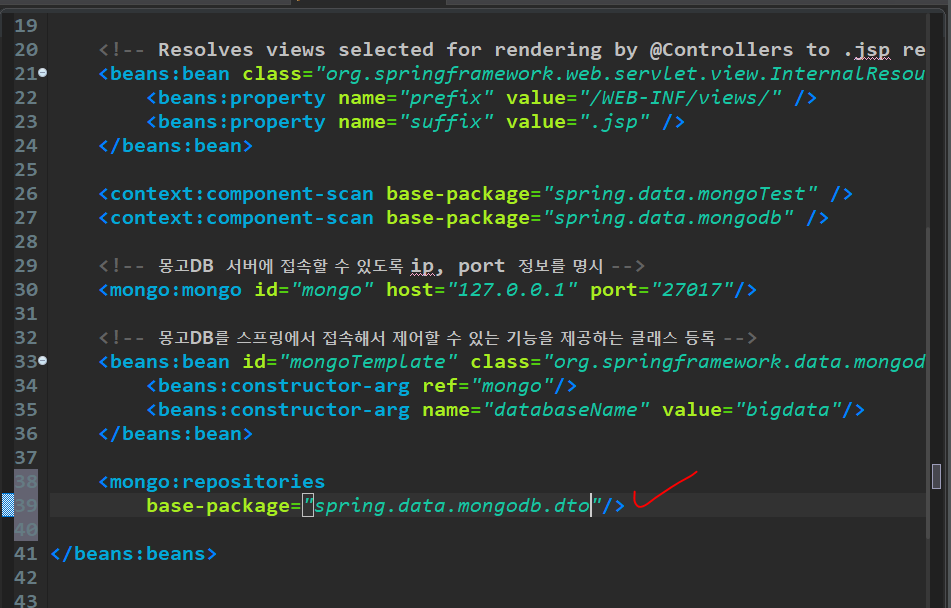 19
20 <!-- Resolves views selected for rendering by @Controllers to .jsp re
21 <beans:bean class="org.springframework.web.servlet.view.InternalResou
22 <beans:property name="prefix" value="/WEB-INF/views/" />
23 <beans:property name="suffix" value=".jsp" />
24 </beans:bean>
25
26 <context:component-scan base-package="spring.data.mongoTest" />
27 <context:component-scan base-package="spring.data.mongodb" />
28
29 <!-- 몽고DB 서버에 접속할 수 있도록 ip, port 정보를 명시 -->
30 <mongo:mongo id="mongo" host="127.0.0.1" port="27017"/>
31
32 <!-- 몽고DB를 스프링에서 접속해서 제어할 수 있는 기능을 제공하는 클래스 등록 -->
33 <beans:bean id="mongoTemplate" class="org.springframework.data.mongod
34 <beans:constructor-arg ref="mongo"/>
35 <beans:constructor-arg name="databaseName" value="bigdata"/>
36 </beans:bean>
37
38 <mongo:repositories
39 base-package="spring.data.mongodb.dto"/>
40
41 </beans:beans>
42
43